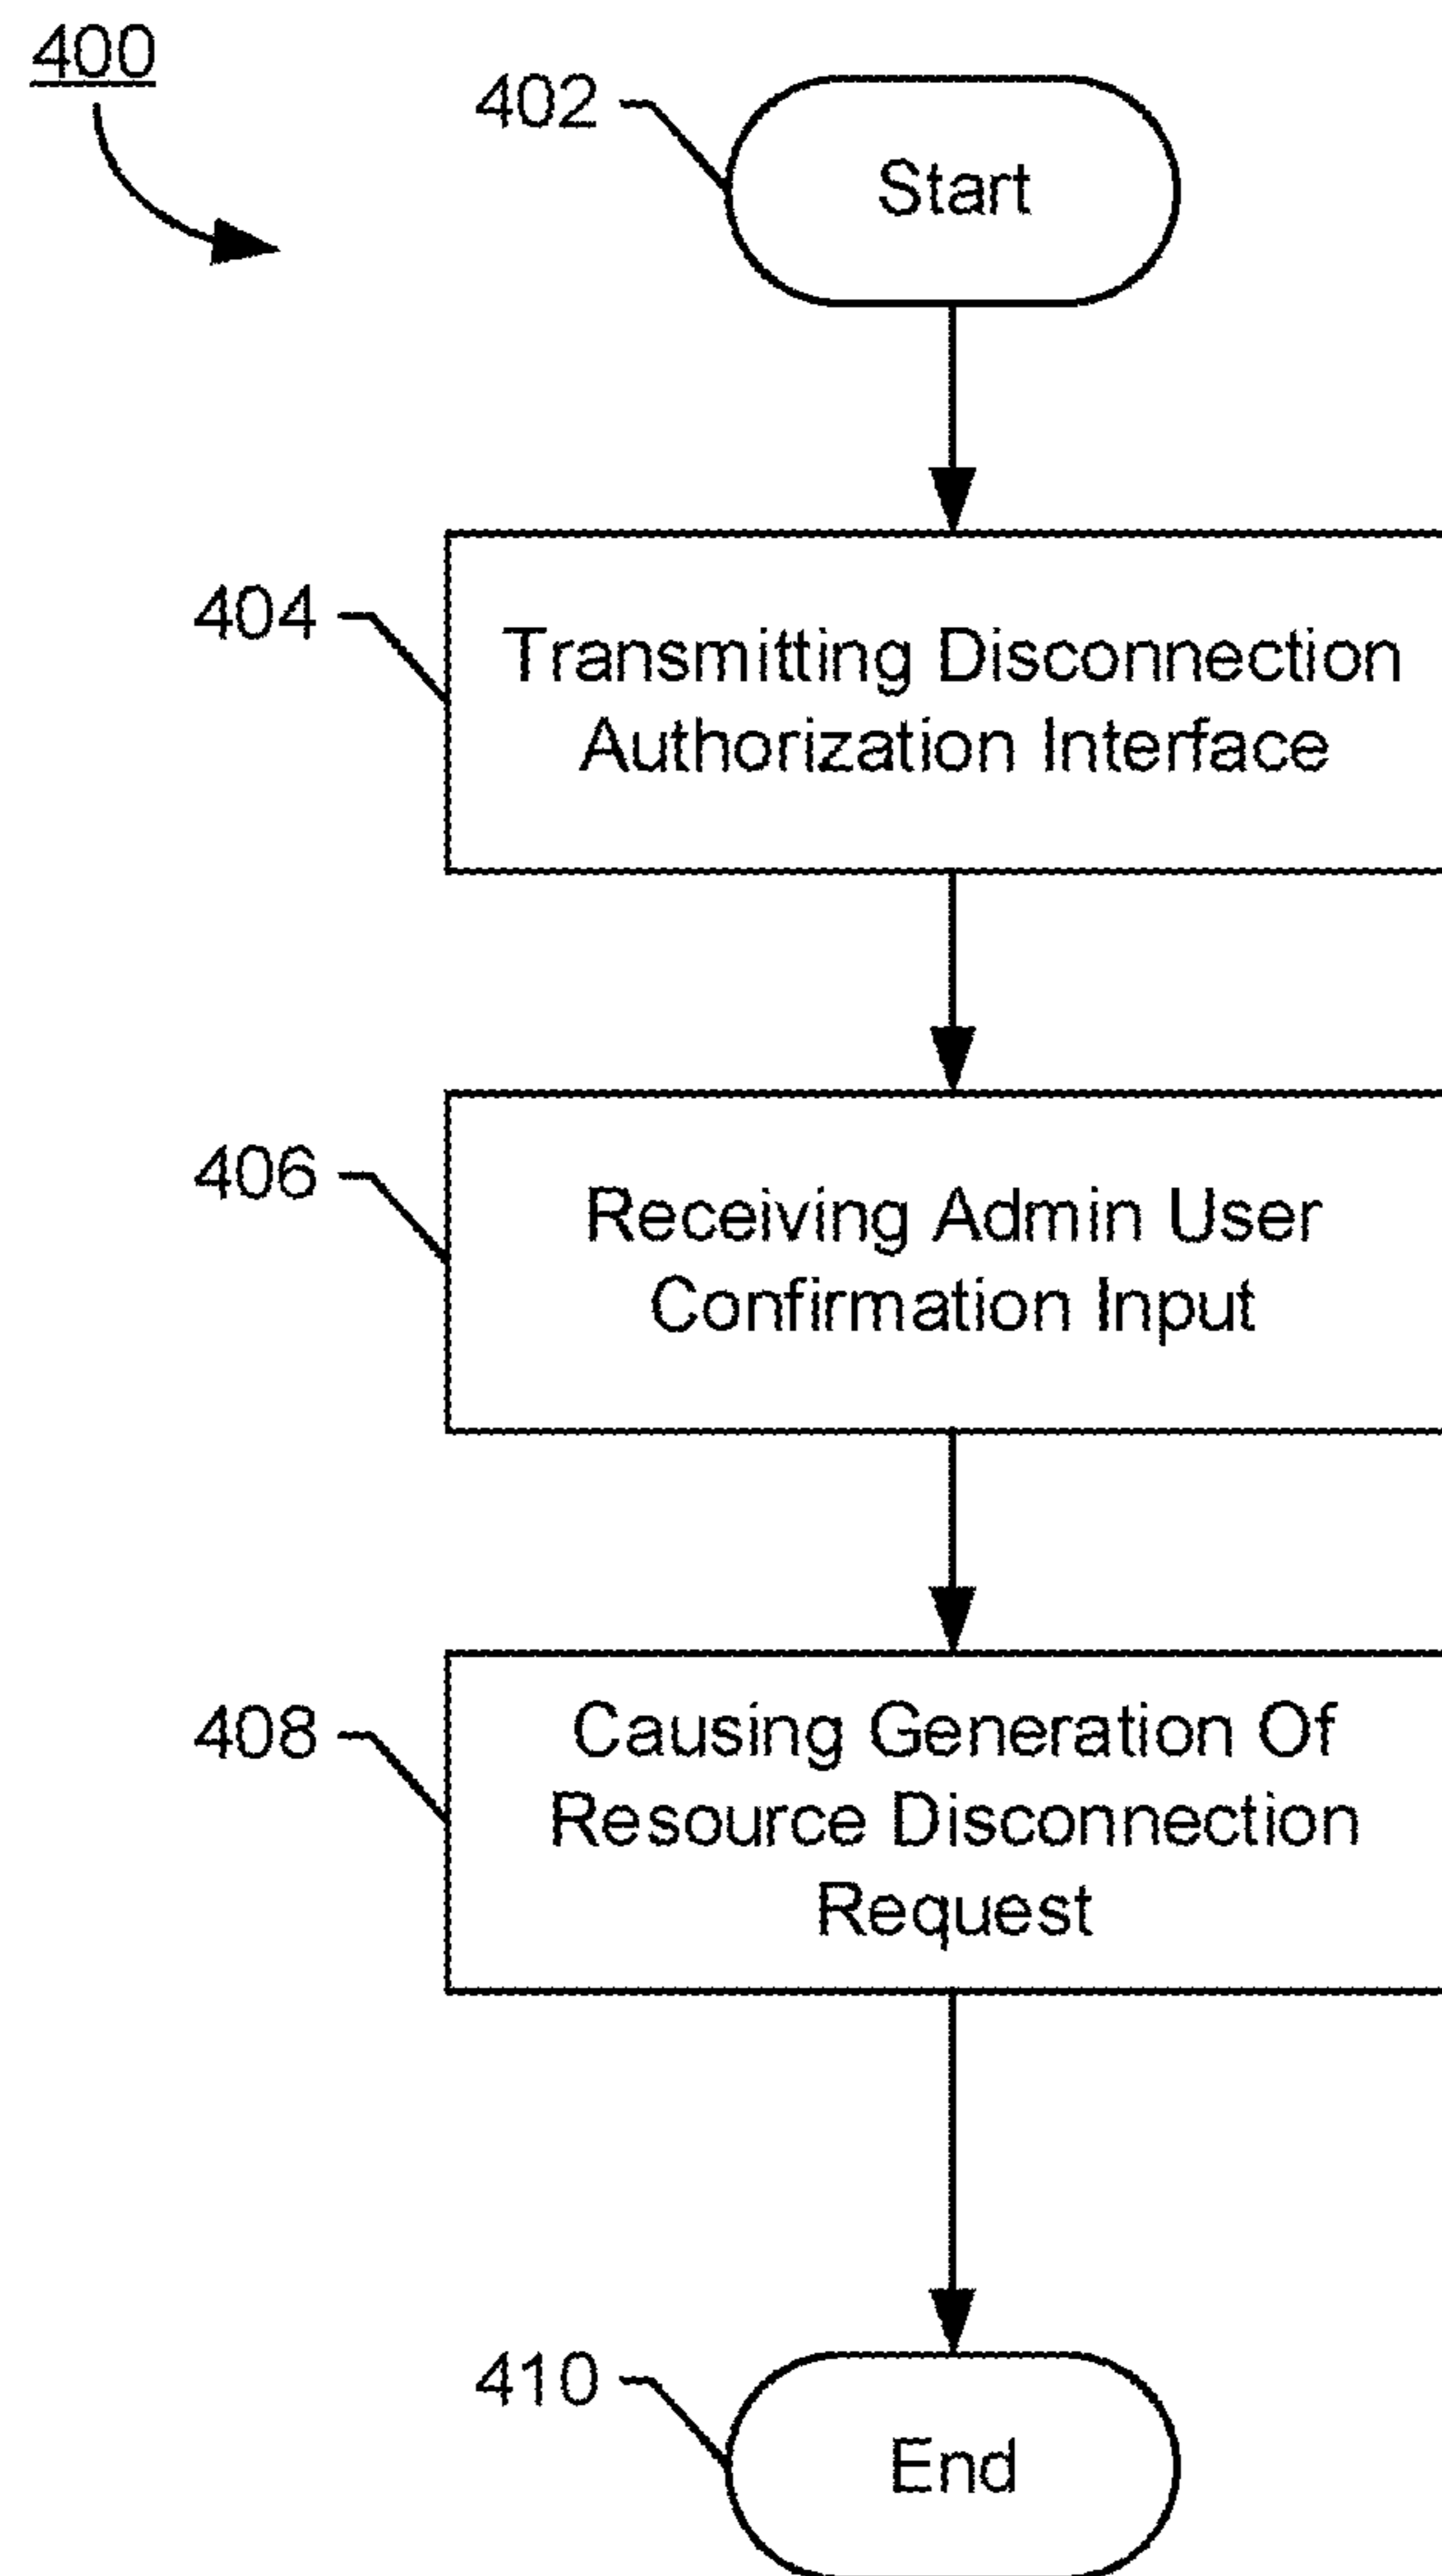 400
402
Start
404
Transmitting Disconnection
Authorization Interface
406
Receiving Admin User
Confirmation Input
408
Causing Generation Of
Resource Disconnection
Request
410
End